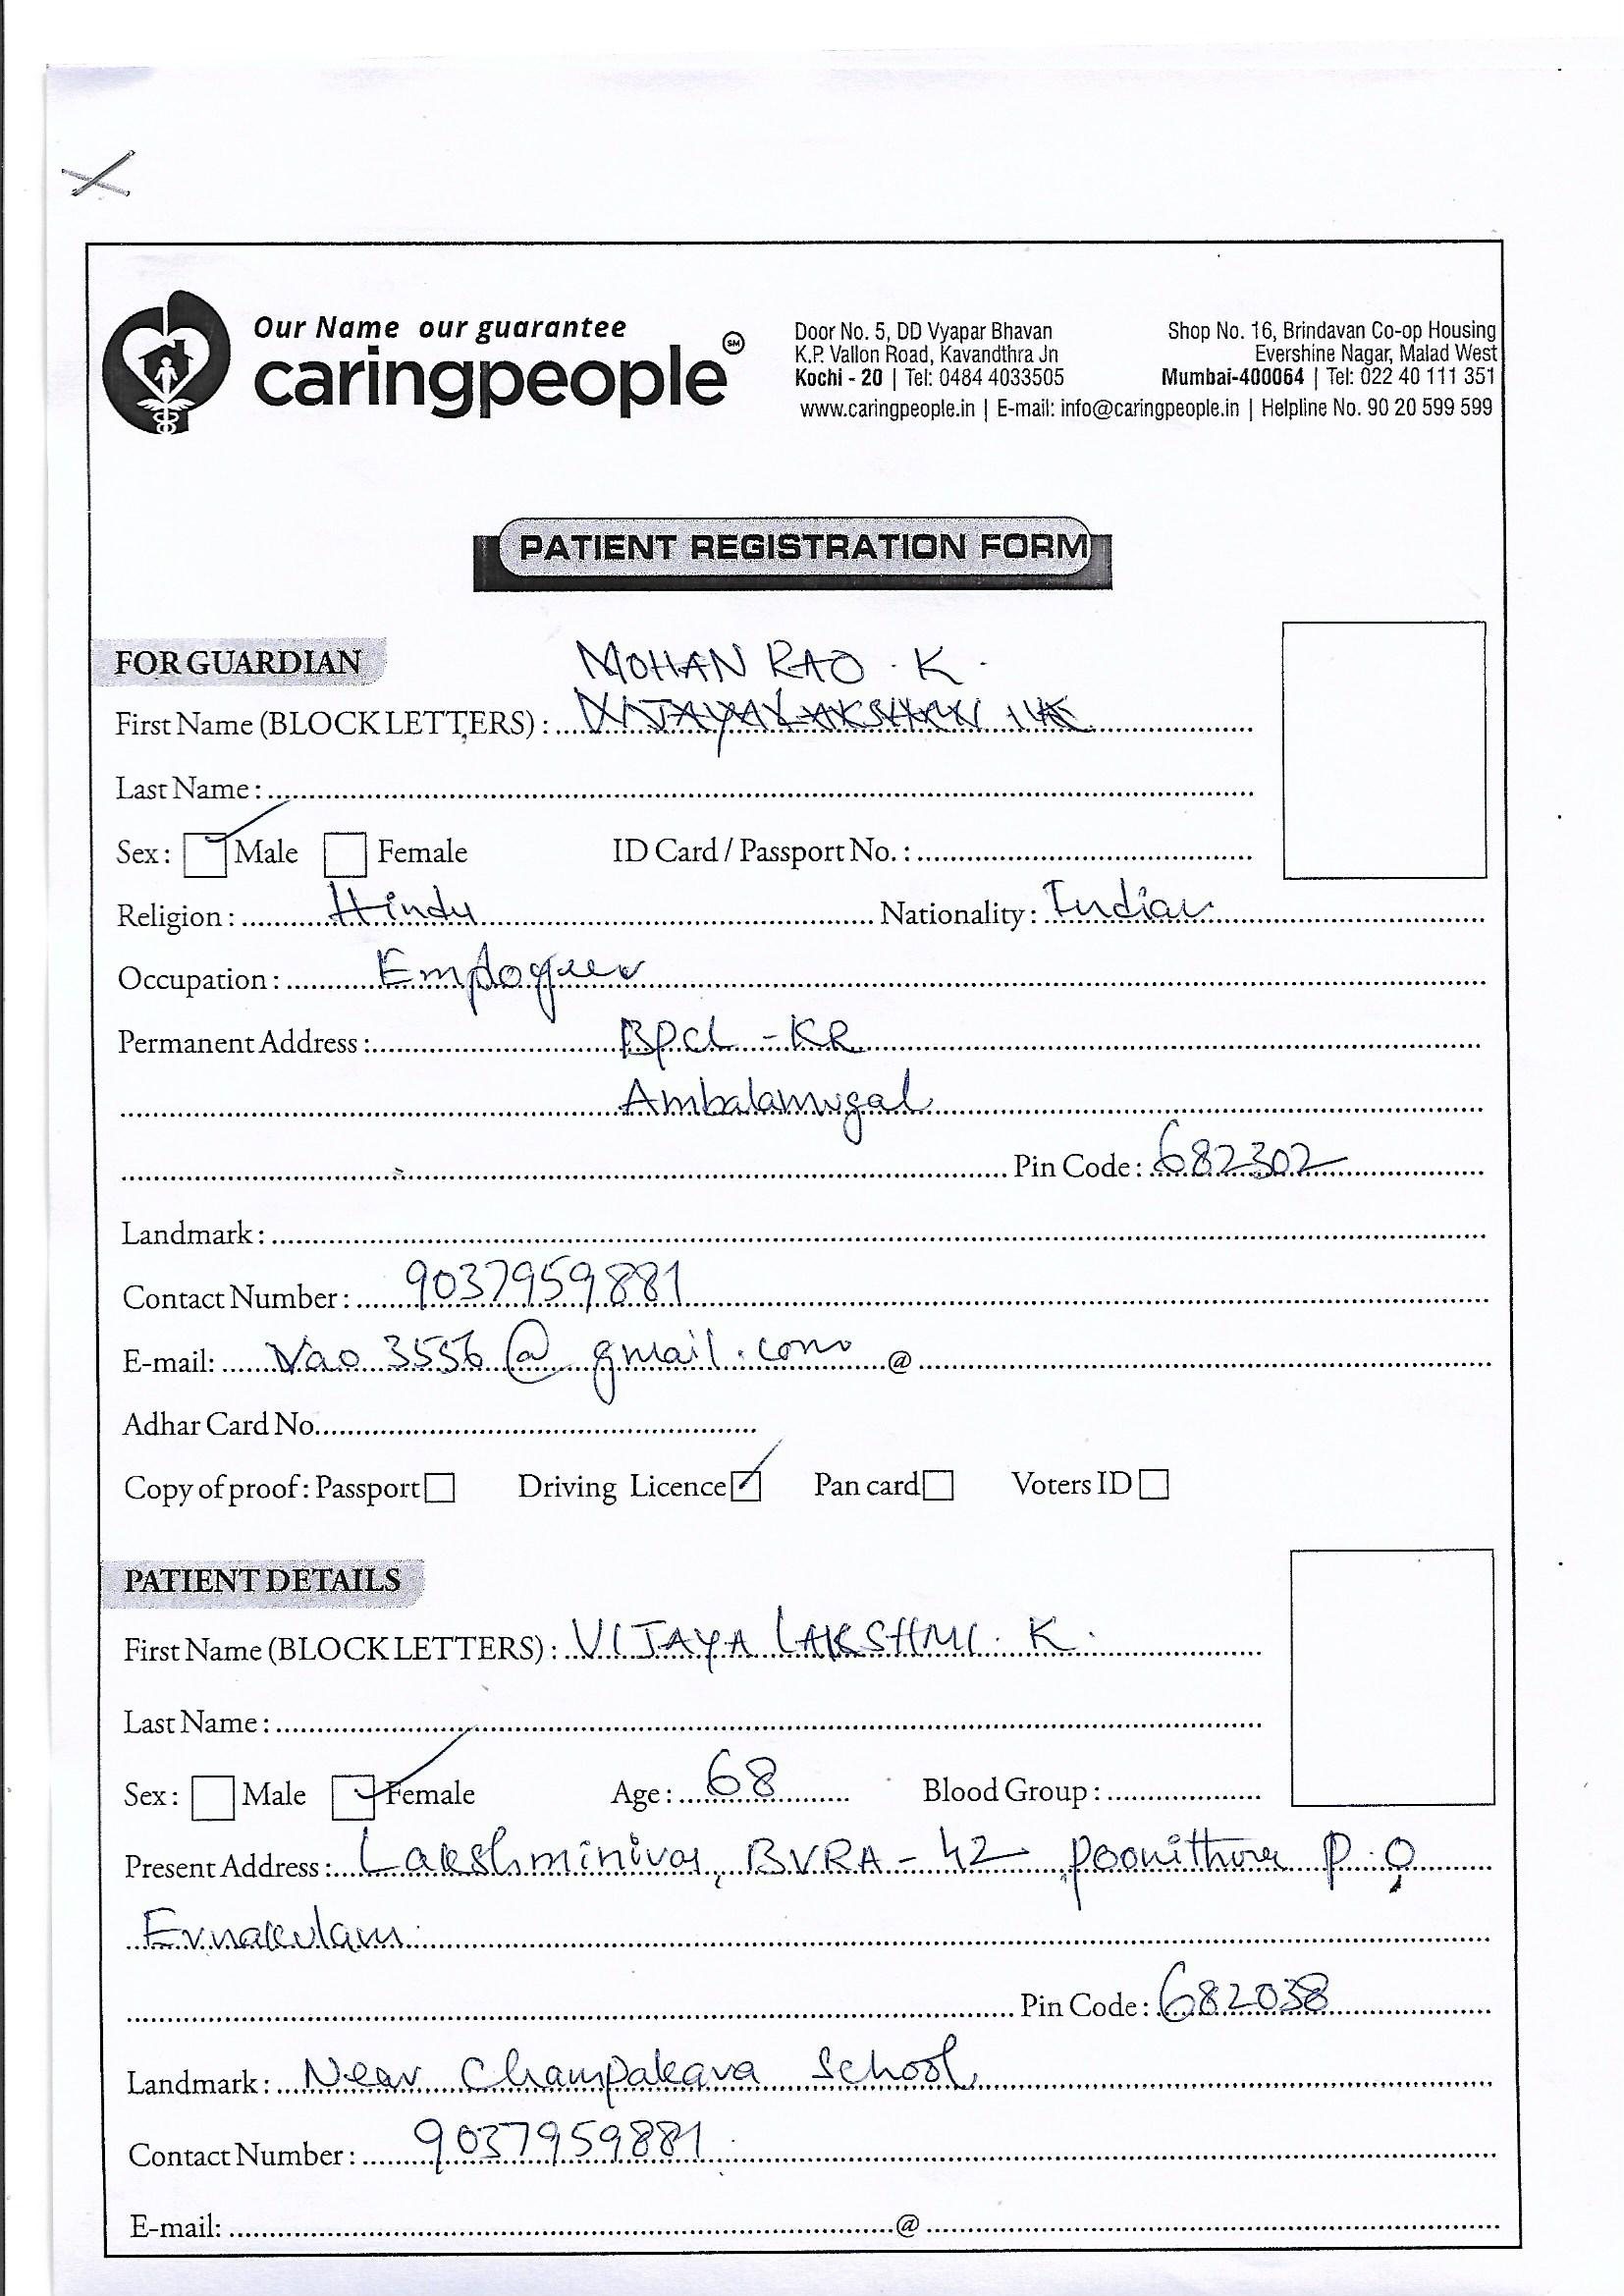 Our Name our guarantee
caringpeople SM
Door No. 5, DD Vyapar Bhavan
K.P. Vallon Road, Kavandthra Jn
Kochi - 20 | Tel: 0484 4033505
Shop No. 16, Brindavan Co-op Housing
Evershine Nagar, Malad West
Mumbai-400064 | Tel: 022 40 111 351
www.caringpeople.in | E-mail: info@caringpeople.in | Helpline No. 90 20 599 599
PATIENT REGISTRATION FORM
FOR GUARDIAN
MOHAN RAO . K .
First Name (BLOCK LETTERS) : VIJAYALAKSHMI
Last Name :
Sex : Male Female ID Card / Passport No. :
Religion : Hindu Nationality : Indian
Occupation :
Permanent Address : BPCL - KR
Ambalamugal
Pin Code : 682302
Landmark :
Contact Number : 9037959881
E-mail: 3556 @ gmail.com @
Adhar Card No.
Copy of proof : Passport Driving Licence Pan card Voters ID
PATIENT DETAILS
First Name (BLOCK LETTERS) : VIJAYA LAKSHMI. K.
Last Name :
Sex : Male Female Age : 68 Blood Group :
Present Address : Lakshminivas, BVRA - 42 Poonithura P.O,
Ernakulam
Pin Code : 682038
Landmark : Near Champakara School
Contact Number : 9037959881
E-mail: @